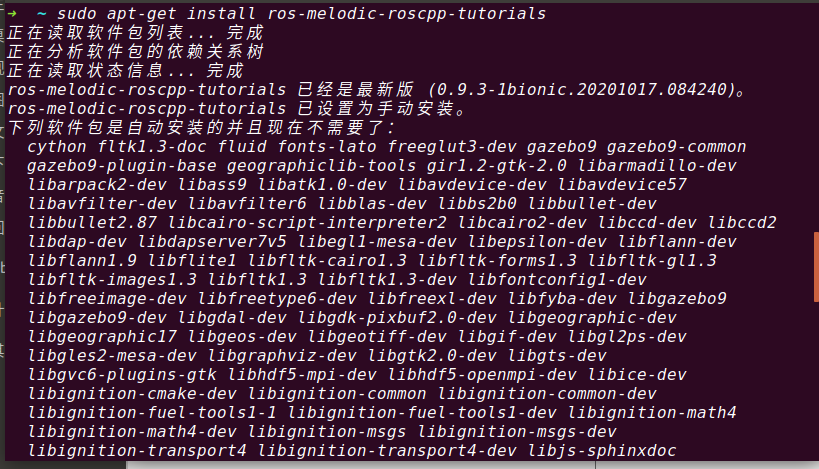 → ~ sudo apt-get install ros-melodic-roscpp-tutorials
正在读取软件包列表... 完成
正在分析软件包的依赖关系树
正在读取状态信息... 完成
ros-melodic-roscpp-tutorials 已经是最新版 (0.9.3-1bionic.20201017.084240)。
ros-melodic-roscpp-tutorials 已设置为手动安装。
下列软件包是自动安装的并且现在不需要了：
cython fltk1.3-doc fluid fonts-lato freeglut3-dev gazebo9 gazebo9-common
gazebo9-plugin-base geographiclib-tools gir1.2-gtk-2.0 libarmadillo-dev
libarpack2-dev libass9 libatk1.0-dev libavdevice-dev libavdevice57
libavfilter-dev libavfilter6 libblas-dev libbs2b0 libbullet-dev
libbullet2.87 libcairo-script-interpreter2 libcairo2-dev libccd-dev libccd2
libdap-dev libdapserver7v5 libegl1-mesa-dev libepsilon-dev libflann-dev
libflann1.9 libflite1 libfltk-cairo1.3 libfltk-forms1.3 libfltk-gl1.3
libfltk-images1.3 libfltk1.3 libfltk1.3-dev libfontconfig1-dev
libfreeimage-dev libfreetype6-dev libfreexl-dev libfyba-dev libgazebo9
libgazebo9-dev libgdal-dev libgdk-pixbuf2.0-dev libgeographic-dev
libgeographic17 libgeos-dev libgeotiff-dev libgif-dev libgl2ps-dev
libgles2-mesa-dev libgraphviz-dev libgtk2.0-dev libgts-dev
libgvc6-plugins-gtk libhdf5-mpi-dev libhdf5-openmpi-dev libice-dev
libignition-cmake-dev libignition-common libignition-common-dev
libignition-fuel-tools1-1 libignition-fuel-tools1-dev libignition-math4
libignition-math4-dev libignition-msgs libignition-msgs-dev
libignition-transport4 libignition-transport4-dev libjs-sphinxdoc